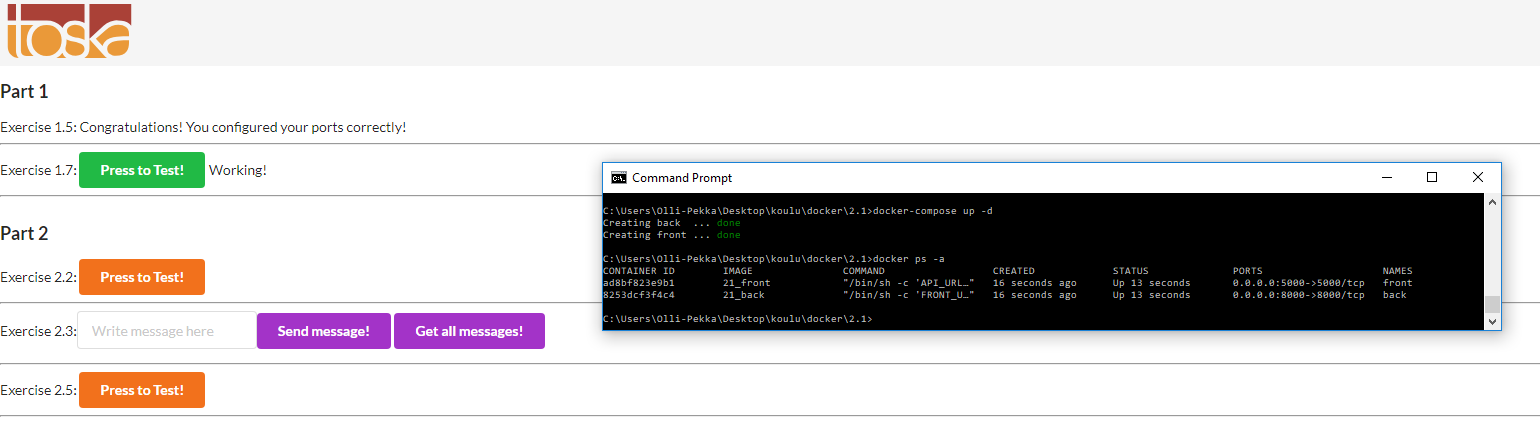 toska
Part 1
Exercise 1.5: Congratulations! You configured your ports correctly!
Exercise 1.7: Press to Test! Working!
Part 2
Exercise 2.2: Press to Test!
Exercise 2.3: Write message here Send message! Get all messages!
Exercise 2.5: Press to Test!
Command Prompt
C:\Users\Olli-Pekka\Desktop\koulu\docker\2.1>docker-compose up -d
Creating back  ... done
Creating front ... done
C:\Users\Olli-Pekka\Desktop\koulu\docker\2.1>docker ps -a
CONTAINER ID        IMAGE               COMMAND                  CREATED             STATUS              PORTS                    NAMES
ad8bf823e9b1        21_front            "/bin/sh -c 'API_URL…"   16 seconds ago      Up 13 seconds       0.0.0.0:5000->5000/tcp   front
8253dcf3f4c4        21_back             "/bin/sh -c 'FRONT_U…"   16 seconds ago      Up 13 seconds       0.0.0.0:8000->8000/tcp   back
C:\Users\Olli-Pekka\Desktop\koulu\docker\2.1>